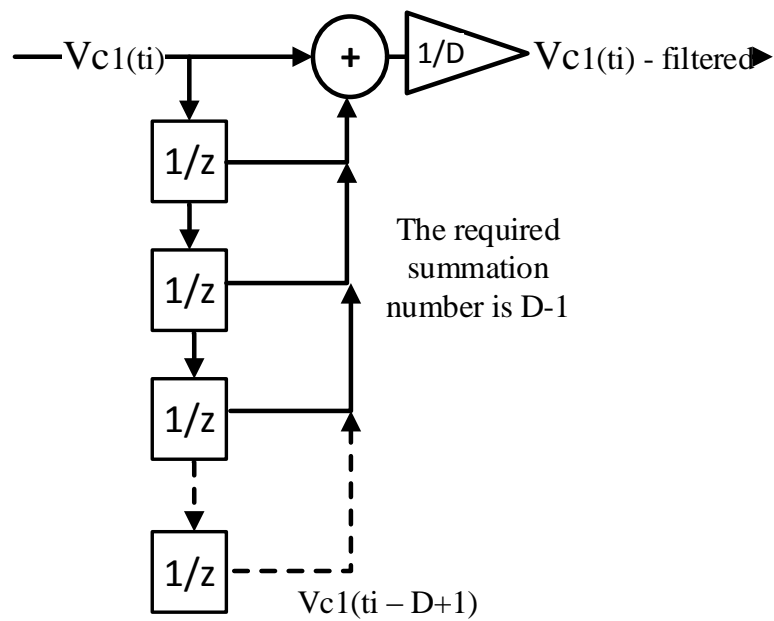 Vc1(ti)
+
1/D
Vc1(ti) - filtered
1/z
1/z
The required
summation
number is D-1
1/z
1/z
Vc1(ti – D+1)